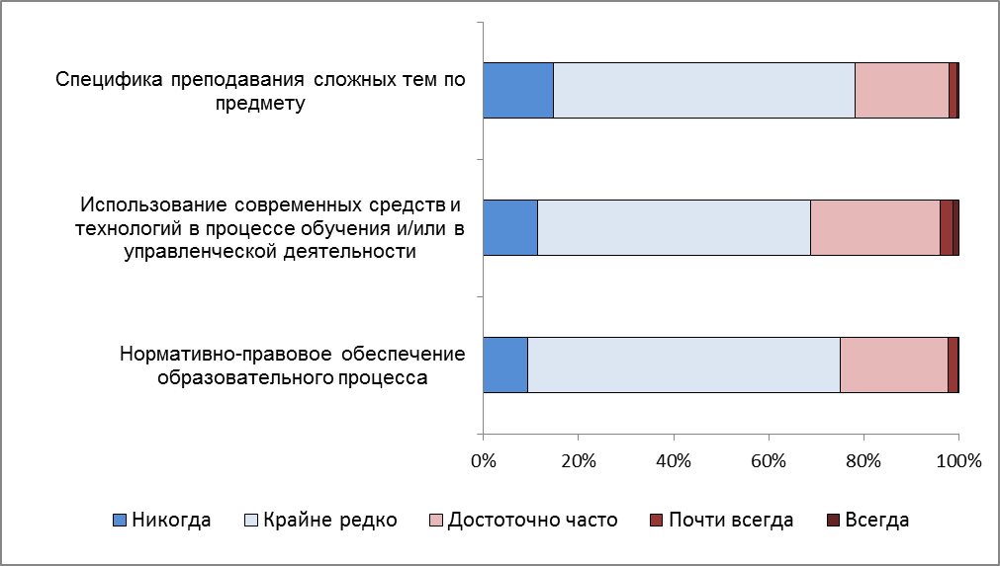 Специфика преподавания сложных тем по
предмету
Использование современных средств и
технологий в процессе обучения и/или в
управленческой деятельности
Нормативно-правовое обеспечение
образовательного процесса
0% 20% 40% 60% 80% 100%
Никогда Крайне редко Достоточно часто Почти всегда Всегда